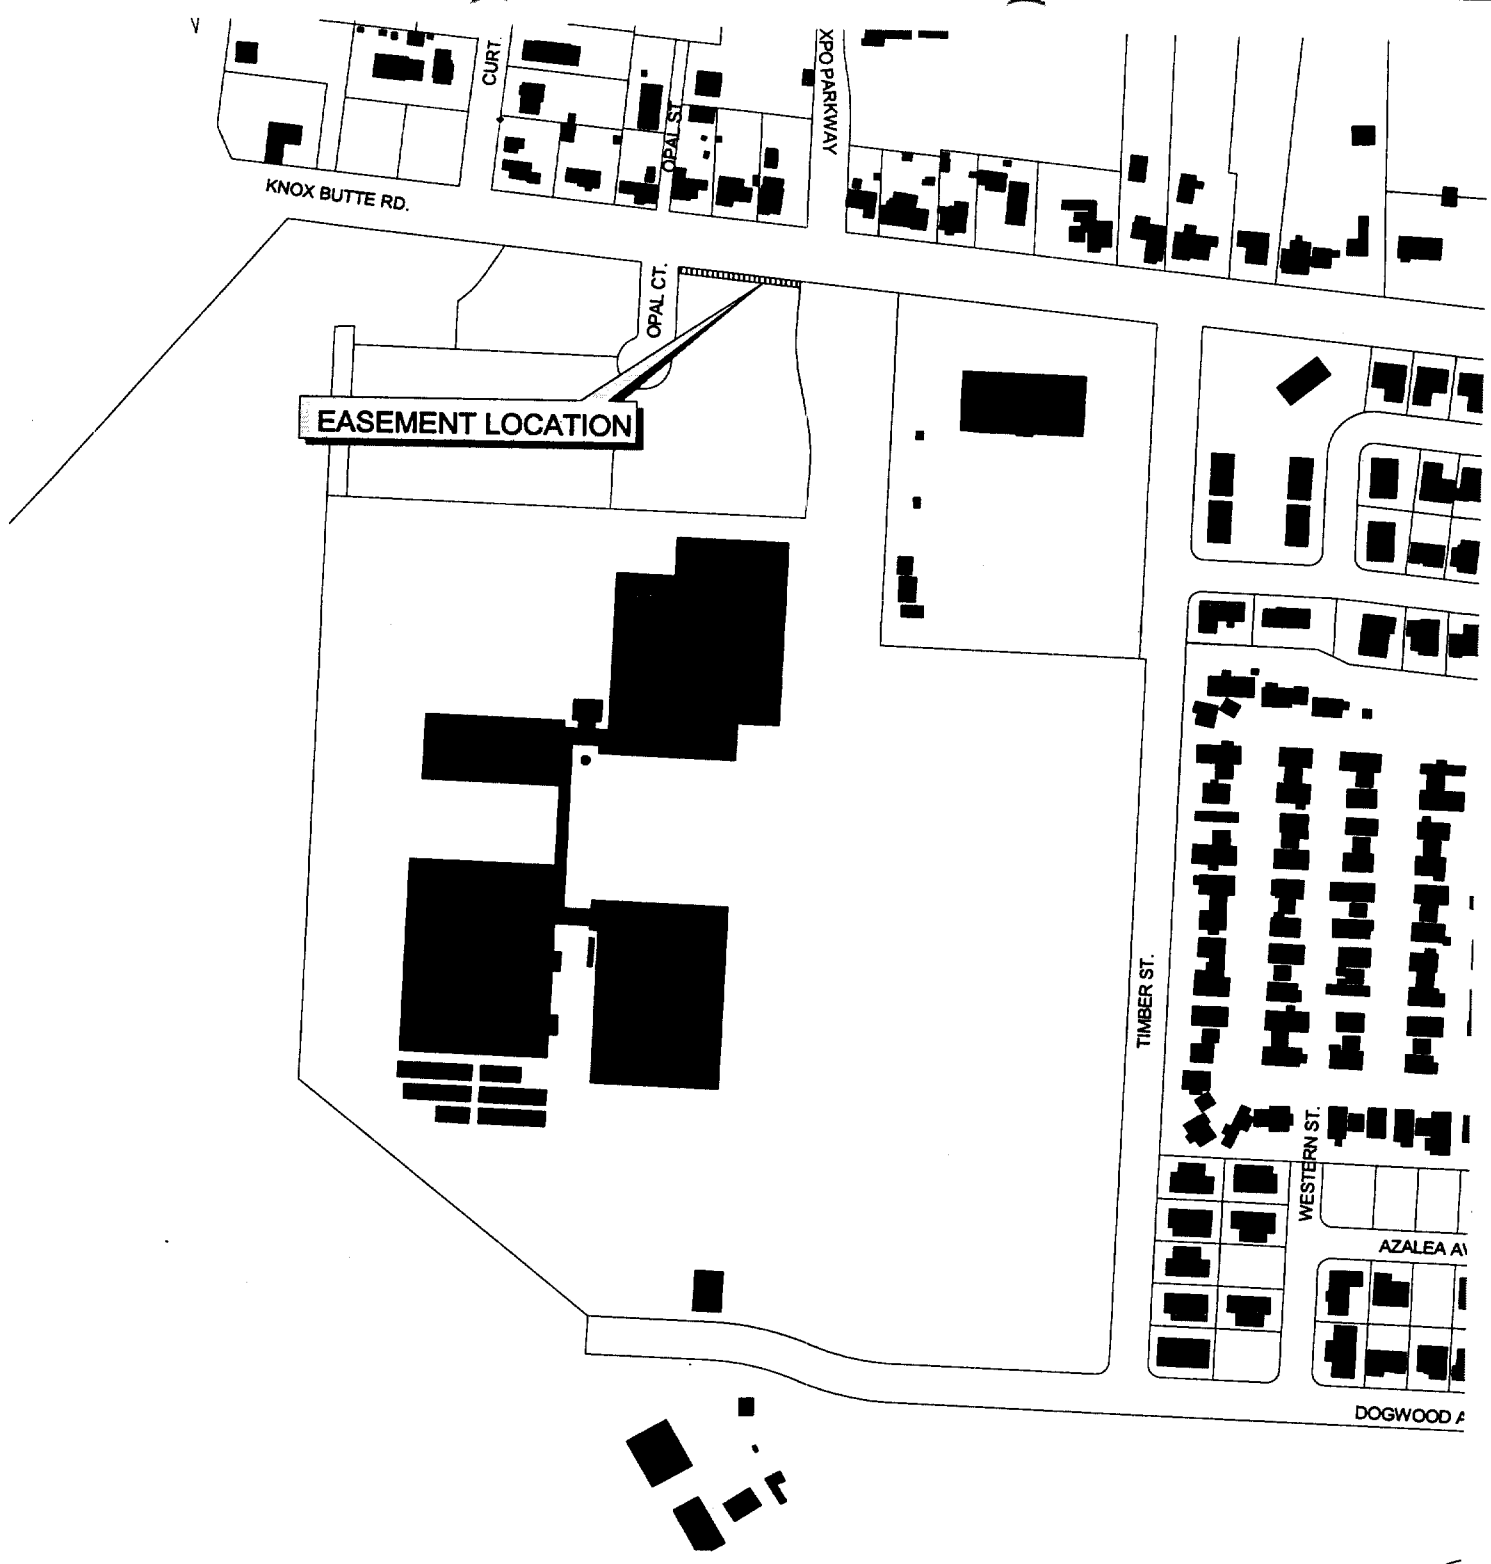 CURT.
OPAL ST.
XPO PARKWAY
KNOX BUTTE RD.
OPAL CT.
EASEMENT LOCATION
TIMBER ST.
WESTERN ST.
AZALEA AV
DOGWOOD A